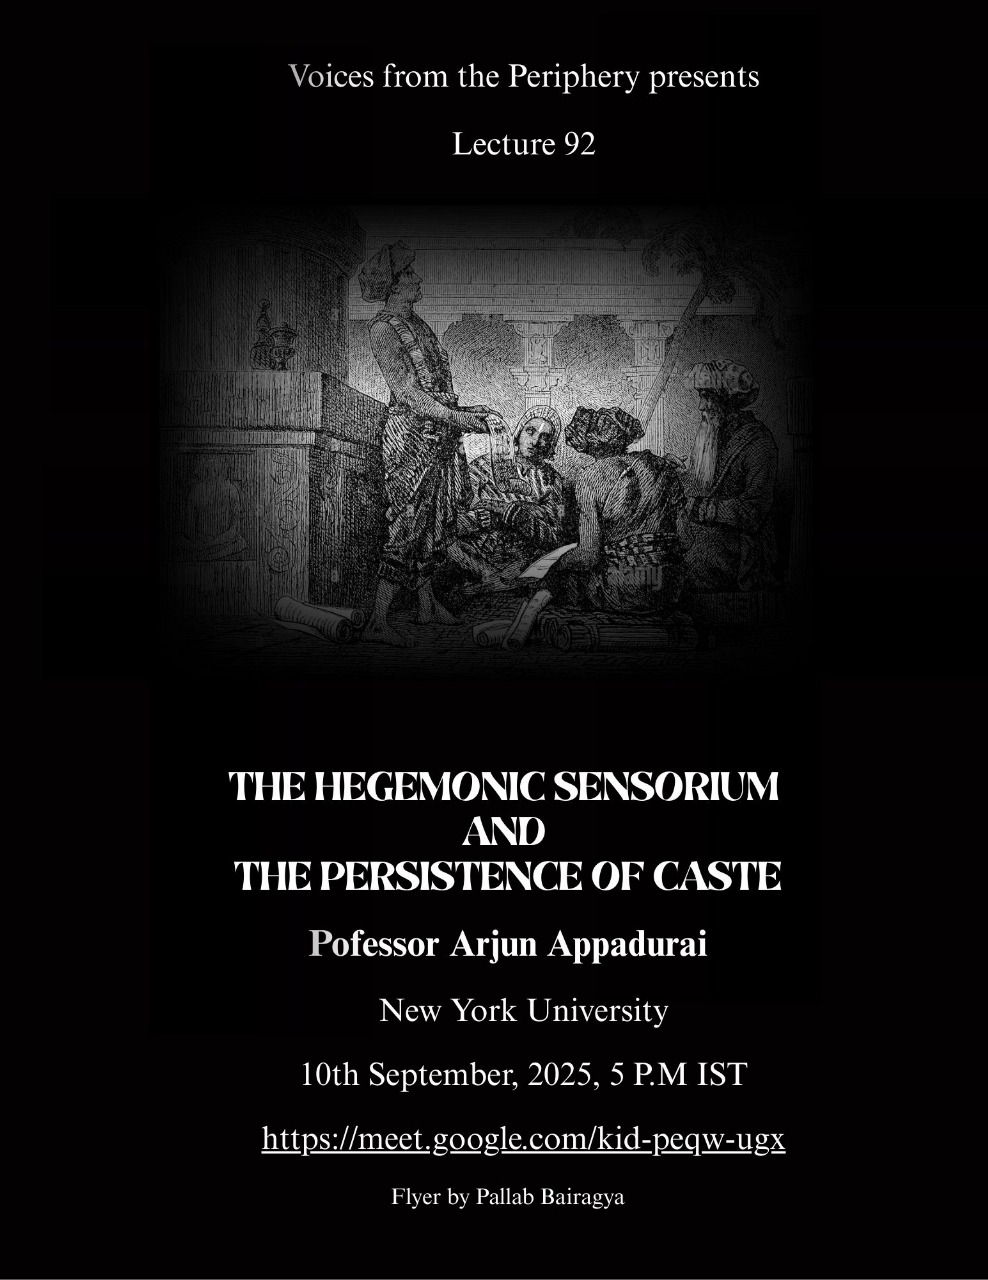 Voices from the Periphery presents
Lecture 92
alamy
THE HEGEMONIC SENSORIUM
AND
THE PERSISTENCE OF CASTE
Pofessor Arjun Appadurai
New York University
10th September, 2025, 5 P.M IST
https://meet.google.com/kid-peqw-ugx
Flyer by Pallab Bairagya